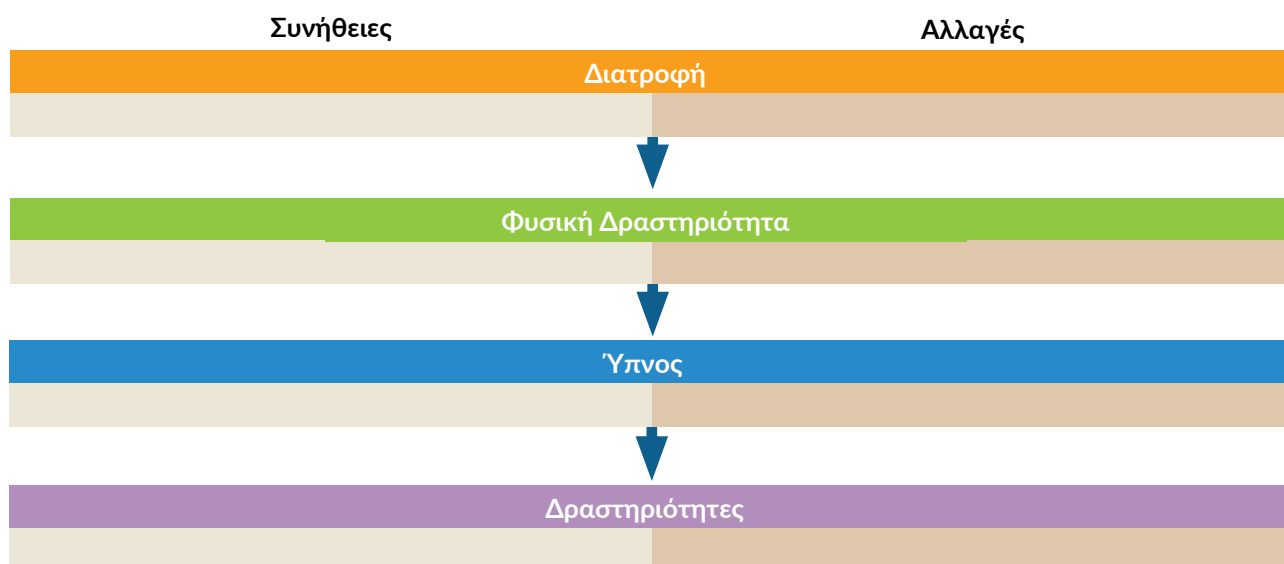 Συνήθειες Αλλαγές
Διατροφή
Φυσική Δραστηριότητα
Ύπνος
Δραστηριότητες